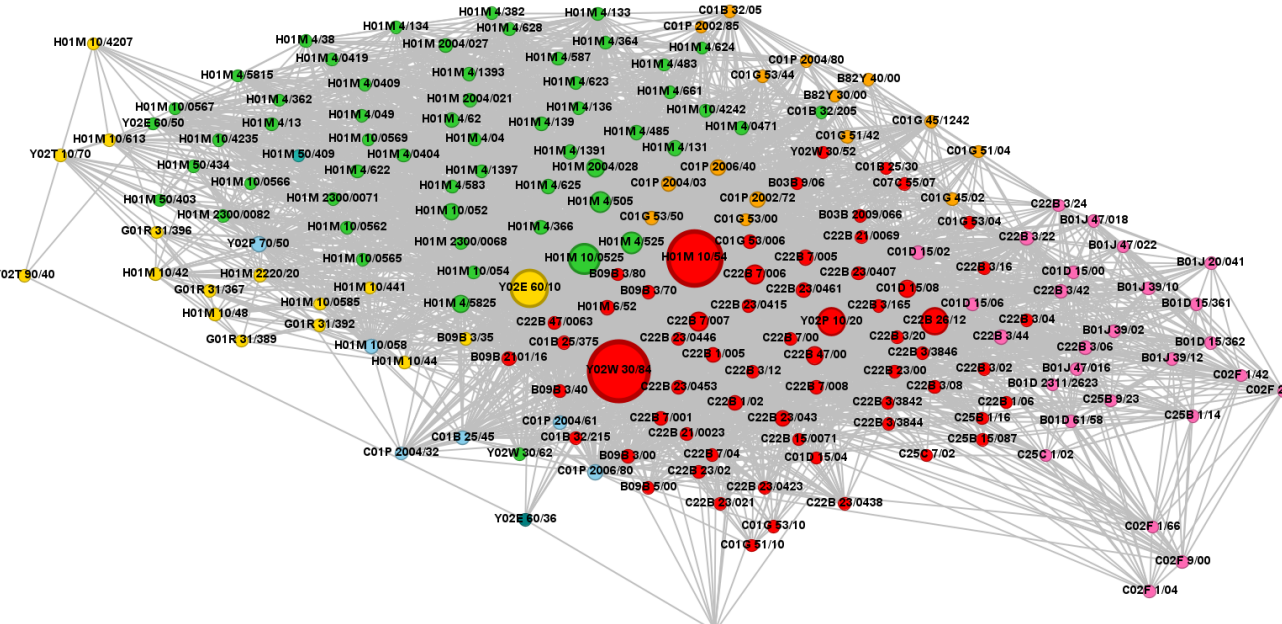 H01M 4/382
H01M 4/133
C01B 32/05
H01M 4/134
H01M 4/628
C01P 2002/85
H01M 10/4207
H01M 4/38
H01M 2004/027
H01M 4/364
H01M 4/624
H01M 4/0419
H01M 4/587
H01M 4/483
C01P 2004/80
H01M 4/5815
H01M 4/0409
H01M 4/1393
H01M 4/623
C01G 53/44
B82Y 40/00
H01M 4/362
H01M 2004/021
H01M 4/661
B82Y 30/00
H01M 10/0567
H01M 4/049
H01M 4/62
H01M 4/136
H01M 10/4242
C01B 32/205
Y02E 60/50
H01M 4/13
H01M 4/139
H01M 4/0471
C01G 45/1242
H01M 10/613
H01M 10/4235
H01M 10/0569
H01M 4/04
H01M 4/485
C01G 51/42
Y02T 10/70
H01M 50/409
H01M 4/0404
H01M 4/1391
H01M 4/131
Y02W 30/52
C01G 51/04
H01M 50/434
H01M 4/622
H01M 4/1397
H01M 2004/028
C01P 2006/40
C01B 25/30
H01M 10/0566
H01M 4/583
H01M 4/625
C01P 2004/03
B03B 9/06
C07C 55/07
H01M 50/403
H01M 2300/0071
H01M 4/505
C01P 2002/72
C01G 45/02
C22B 3/24
H01M 2300/0082
H01M 10/052
C01G 53/50
C01G 53/00
B03B 2009/066
C01G 53/04
B01J 47/018
G01R 31/396
H01M 10/0562
H01M 4/366
C22B 21/0069
C22B 3/22
Y02P 70/50
H01M 2300/0068
H01M 4/525
C01G 53/006
B01J 47/022
H01M 10/0565
H01M 10/0525
H01M 10/54
C22B 7/005
C01D 15/02
B01J 20/041
02T 90/40
H01M 10/42
H01M 2220/20
H01M 10/054
B09B 3/80
C22B 7/006
C22B 23/0407
C22B 3/16
C01D 15/00
G01R 31/367
H01M 10/441
Y02E 60/10
B09B 3/70
C22B 23/0461
C01D 15/08
C22B 3/42
B01J 39/10
H01M 10/48
H01M 10/0585
H01M 4/5825
H01M 6/52
C22B 23/0415
C22B 3/165
C01D 15/06
B01D 15/361
G01R 31/392
C22B 47/0063
C22B 7/007
Y02P 10/20
C22B 26/12
C22B 3/04
B01J 39/02
G01R 31/389
H01M 10/058
B09B 3/35
C01B 25/375
C22B 23/0446
C22B 7/00
C22B 3/20
C22B 3/44
C22B 3/06
B01D 15/362
H01M 10/44
B09B 2101/16
C22B 1/005
C22B 47/00
C22B 3/3846
B01J 39/12
Y02W 30/84
C22B 3/12
C22B 23/00
C22B 3/02
B01J 47/016
C02F 1/42
B09B 3/40
C22B 23/0453
C22B 7/008
C22B 3/08
B01D 2311/2623
C02F 2
C22B 1/02
C22B 3/3842
C22B 1/06
C25B 9/23
C01P 2004/61
C22B 7/001
C22B 23/043
C22B 3/3844
C25B 1/16
B01D 61/58
C25B 1/14
C01B 25/45
C01B 32/215
C22B 21/0023
C22B 15/0071
C25B 15/087
C01P 2004/32
Y02W 30/62
B09B 3/00
C22B 7/04
C01D 15/04
C25C 7/02
C25C 1/02
C01P 2006/80
C22B 23/02
B09B 5/00
C22B 23/0423
C22B 23/021
C22B 23/0438
Y02E 60/36
C01G 53/10
C02F 1/66
C01G 51/10
C02F 9/00
C02F 1/04